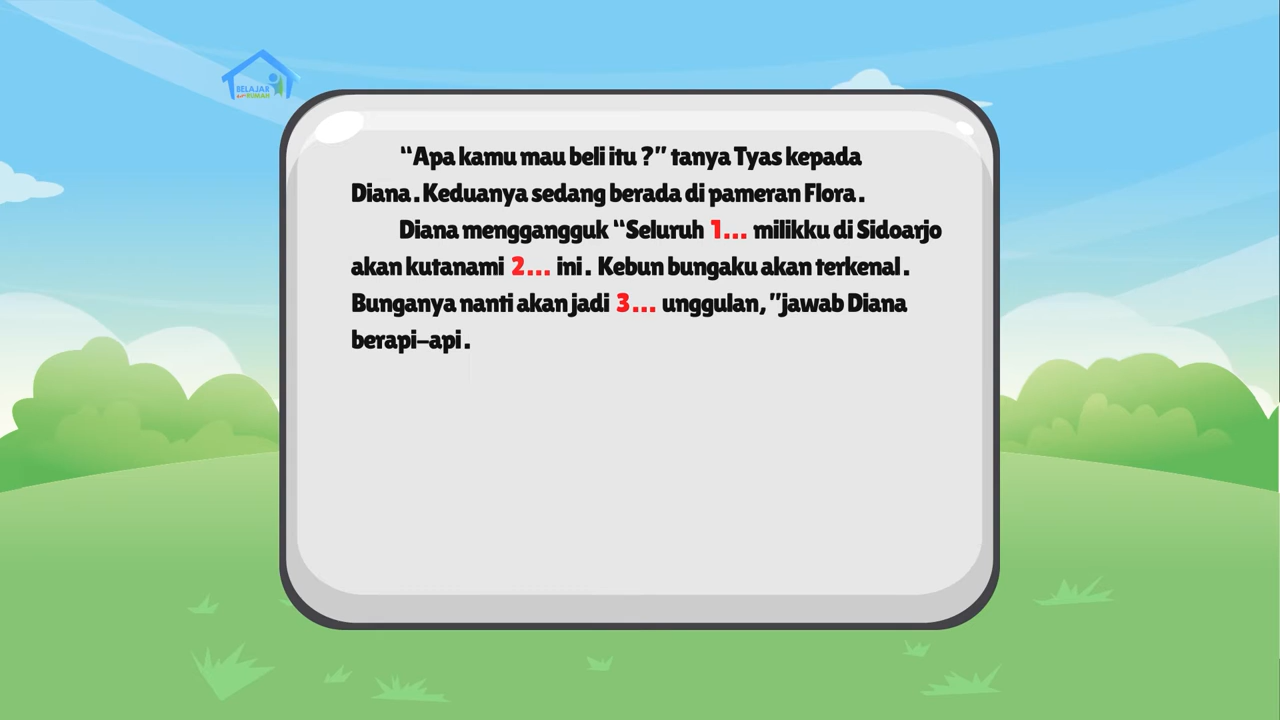 BELAJAR
dari RUMAH
“Apa kamu mau beli itu ?” tanya Tyas kepada
Diana. Keduanya sedang berada di pameran Flora.
Diana menggangguk “Seluruh 1... milikku di Sidoarjo
akan kutanami 2... ini. Kebun bungaku akan terkenal.
Bunganya nanti akan jadi 3... unggulan, ”jawab Diana
berapi-api.